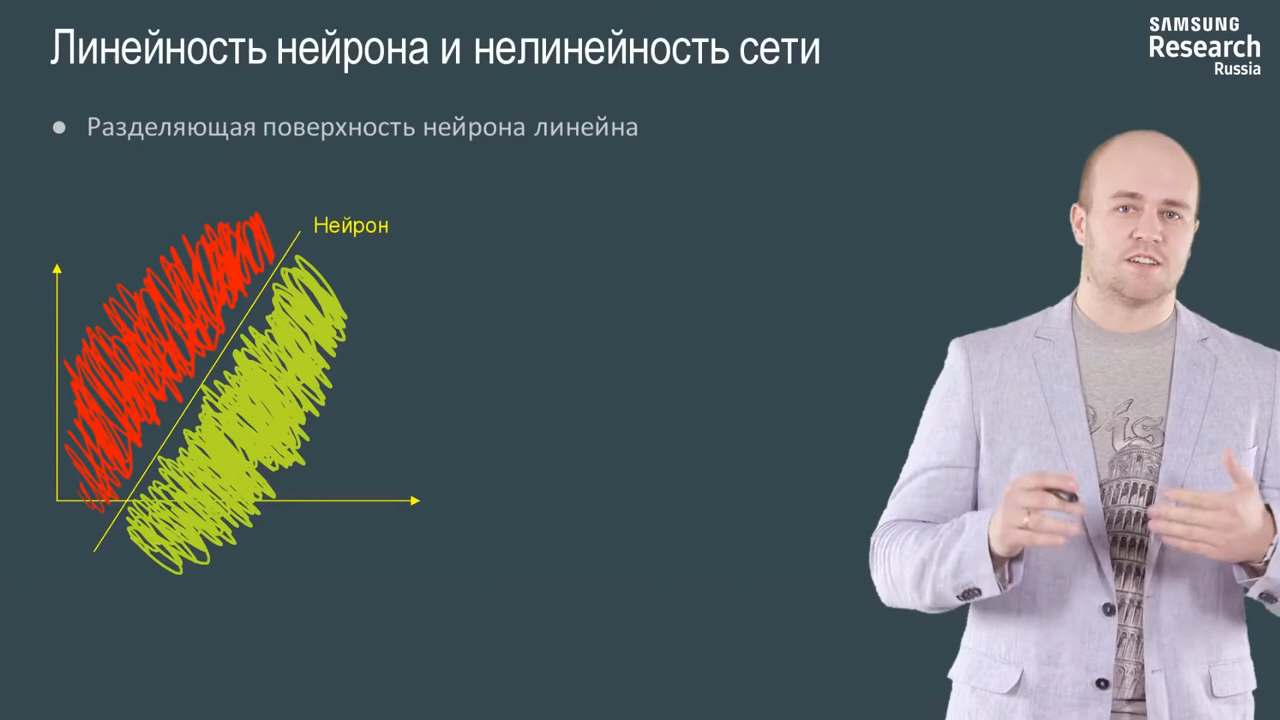 Линейность нейрона и нелинейность сети
SAMSUNG
Research
Russia
● Разделяющая поверхность нейрона линейна
Нейрон